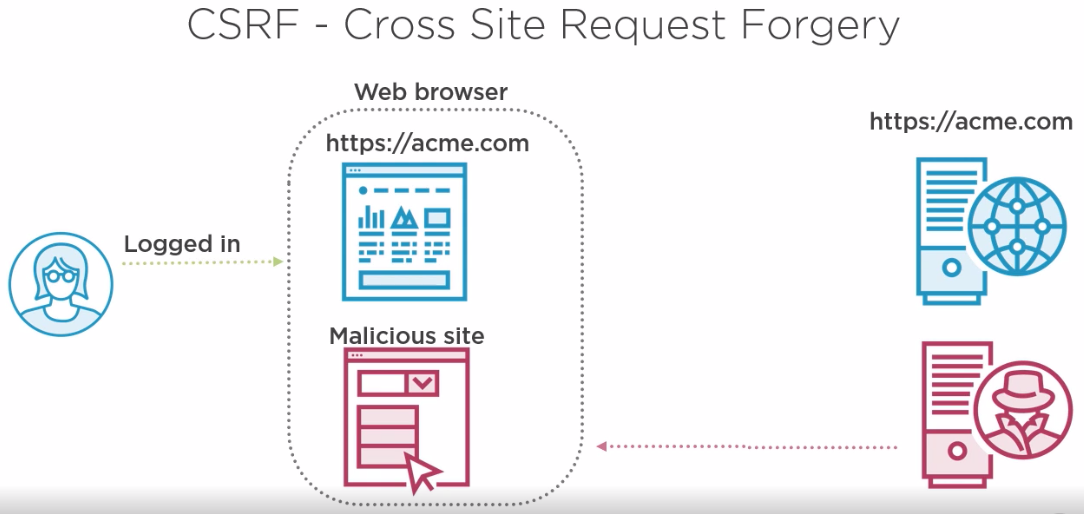 CSRF - Cross Site Request Forgery
Web browser
https://acme.com
https://acme.com
Logged in
Malicious site